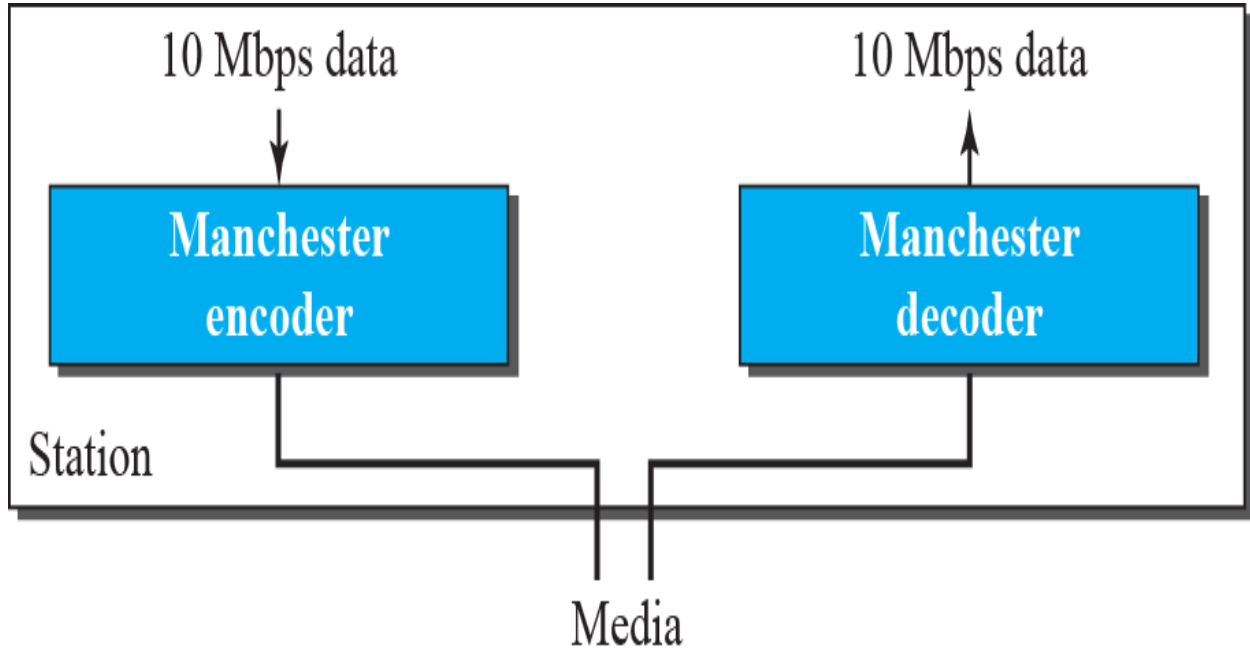 10 Mbps data
10 Mbps data
Manchester
encoder
Manchester
decoder
Station
Media